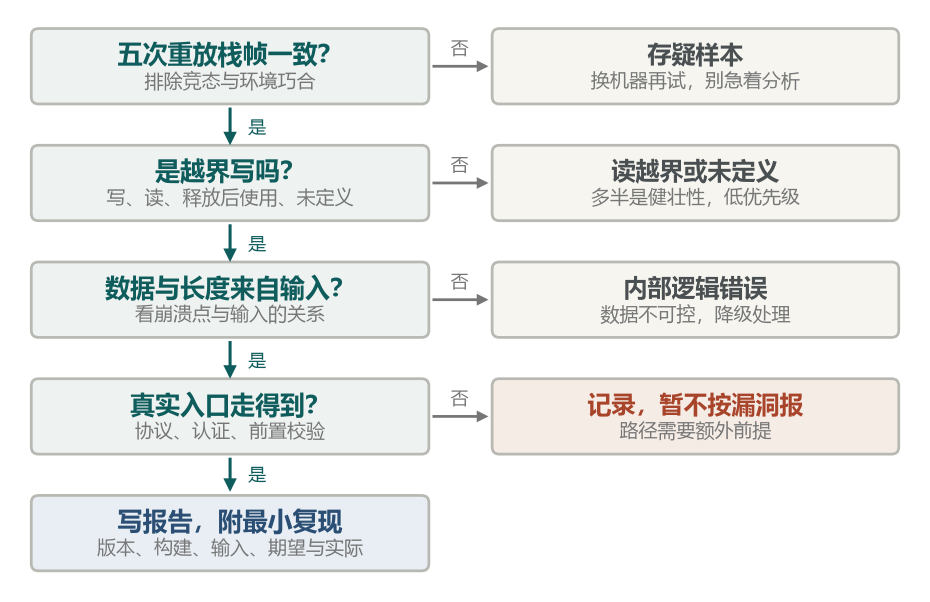 五次重放栈帧一致？
排除竞态与环境巧合
否
存疑样本
换机器再试，别急着分析
是
是越界写吗？
写、读、释放后使用、未定义
否
读越界或未定义
多半是健壮性，低优先级
是
数据与长度来自输入？
看崩溃点与输入的关系
否
内部逻辑错误
数据不可控，降级处理
是
真实入口走得到？
协议、认证、前置校验
否
记录，暂不按漏洞报
路径需要额外前提
是
写报告，附最小复现
版本、构建、输入、期望与实际